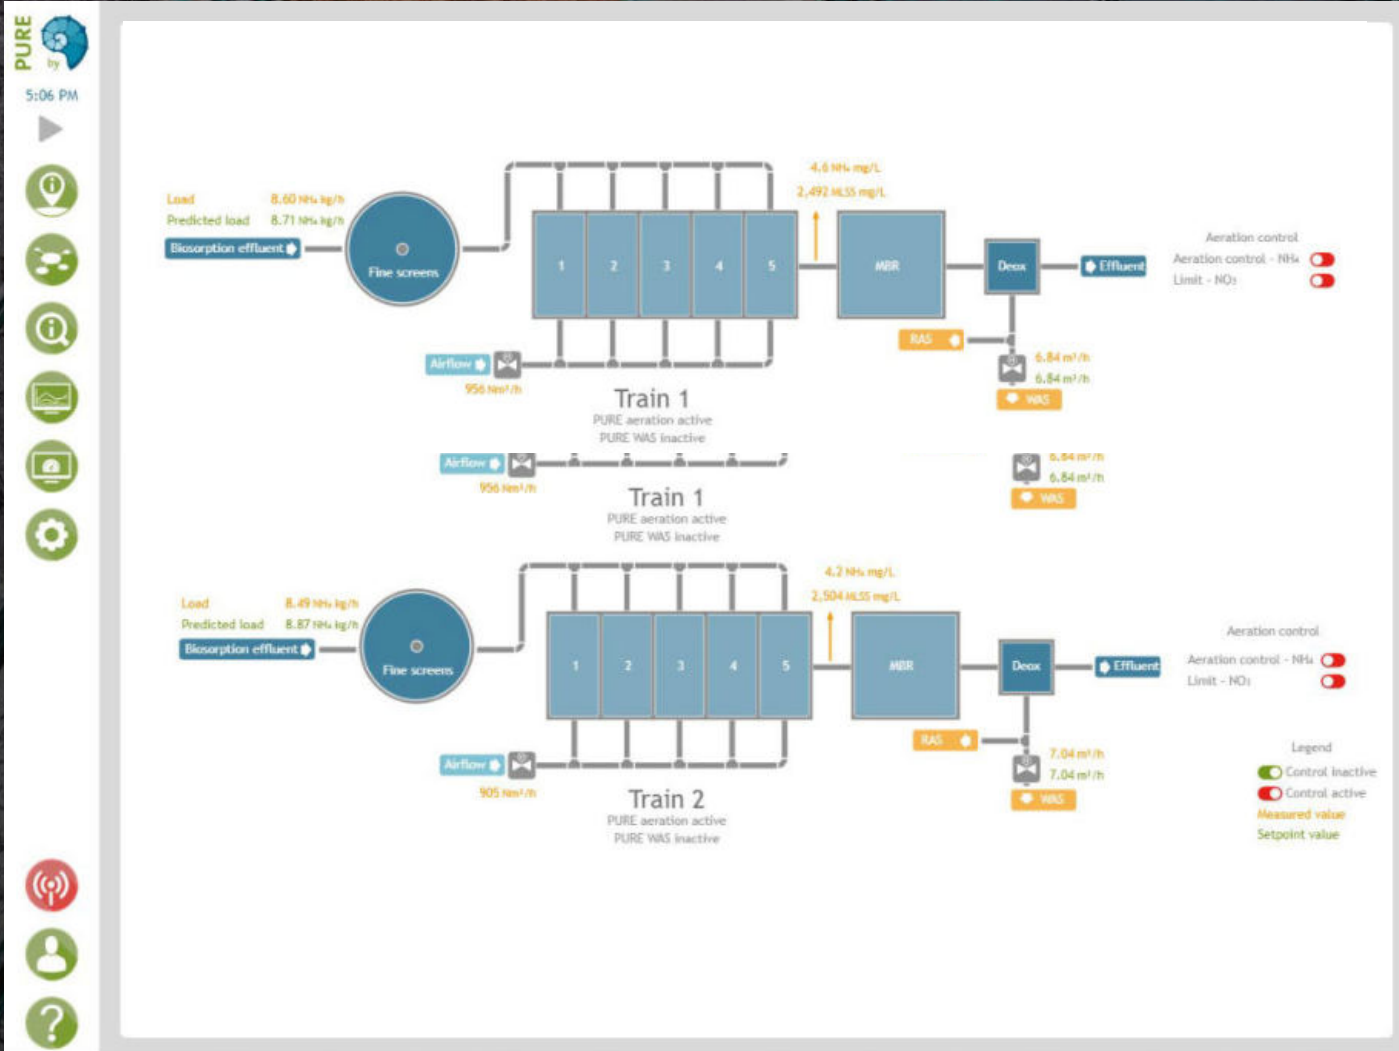 PURE
by
5:06 PM
4.6 NH₄ mg/L
2,492 MLSS mg/L
Load 8.60 NH₄ kg/h
Predicted load 8.71 NH₄ kg/h
Biosorption effluent
Fine screens
1 2 3 4 5
MBR
Deox
Effluent
Aeration control
Aeration control - NH₄
Limit - NO₃
RAS
Airflow
956 Nm³/h
6.84 m³/h
6.84 m³/h
WAS
Train 1
PURE aeration active
PURE WAS inactive
Airflow
956 Nm³/h
6.84 m³/h
6.84 m³/h
WAS
Train 1
PURE aeration active
PURE WAS inactive
4.2 NH₄ mg/L
2,504 MLSS mg/L
Load 8.49 NH₄ kg/h
Predicted load 8.87 NH₄ kg/h
Biosorption effluent
Fine screens
1 2 3 4 5
MBR
Deox
Effluent
Aeration control
Aeration control - NH₄
Limit - NO₃
RAS
Airflow
905 Nm³/h
7.04 m³/h
7.04 m³/h
WAS
Train 2
PURE aeration active
PURE WAS inactive
Legend
Control inactive
Control active
Measured value
Setpoint value